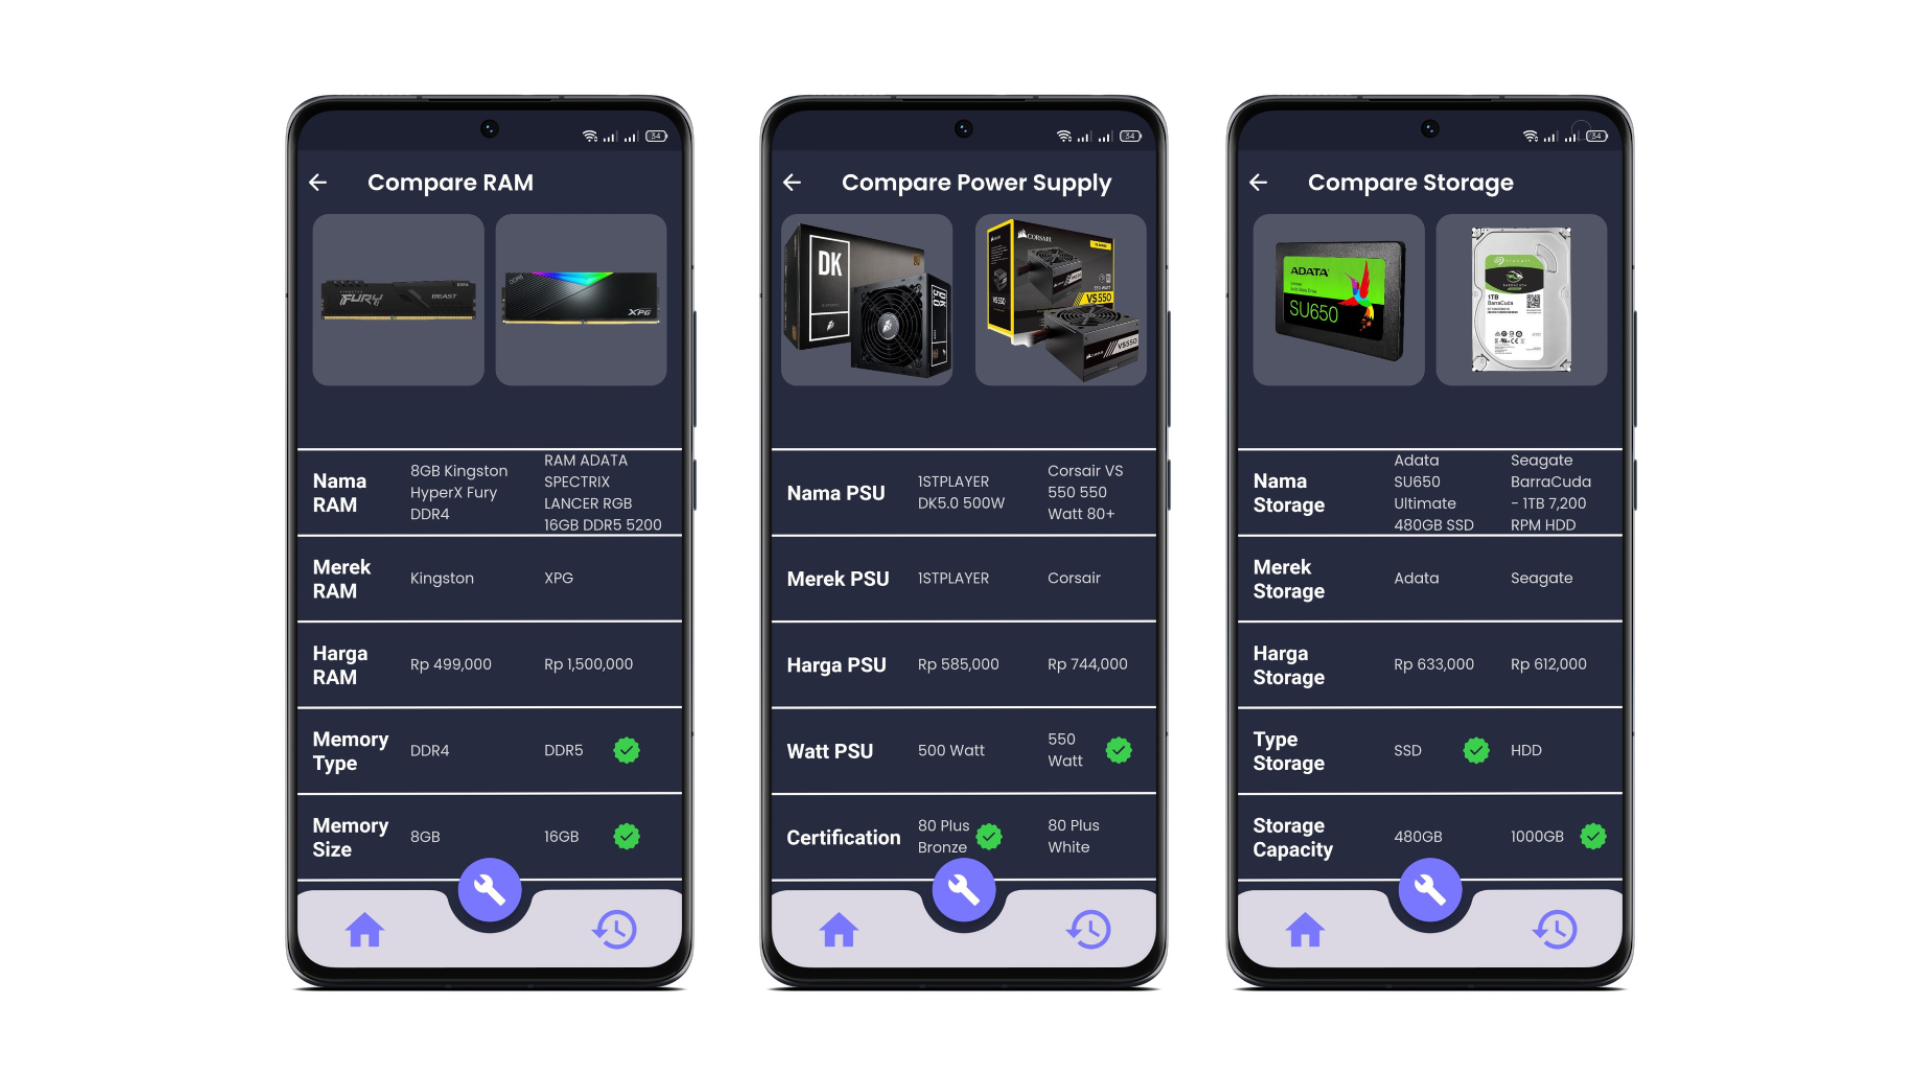 34
Compare RAM
FURY
BEAST
XPG
Nama
RAM
8GB Kingston
HyperX Fury
DDR4
RAM ADATA
SPECTRIX
LANCER RGB
16GB DDR5 5200
Merek
RAM
Kingston
XPG
Harga
RAM
Rp 499,000
Rp 1,500,000
Memory
Type
DDR4
DDR5
Memory
Size
8GB
16GB
34
Compare Power Supply
DK
CORSAIR
VS550
VS550
Nama PSU
1STPLAYER
DK5.0 500W
Corsair VS
550 550
Watt 80+
Merek PSU
1STPLAYER
Corsair
Harga PSU
Rp 585,000
Rp 744,000
Watt PSU
500 Watt
550
Watt
Certification
80 Plus
Bronze
80 Plus
White
34
Compare Storage
ADATA
SU650
1TB
BarraCuda
Nama
Storage
Adata
SU650
Ultimate
480GB SSD
Seagate
BarraCuda
- 1TB 7,200
RPM HDD
Merek
Storage
Adata
Seagate
Harga
Storage
Rp 633,000
Rp 612,000
Type
Storage
SSD
HDD
Storage
Capacity
480GB
1000GB